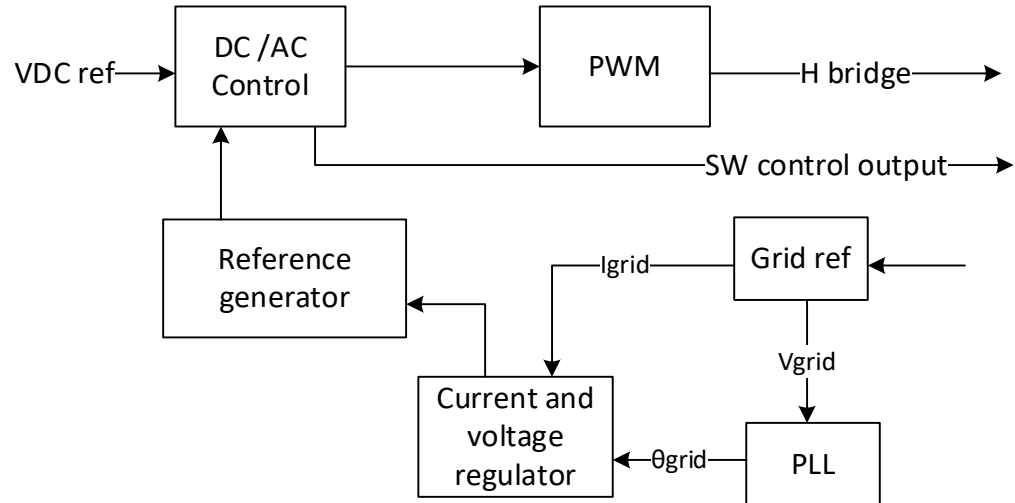 DC /AC
Control
PWM
VDC ref
H bridge
SW control output
Reference
generator
Igrid
Grid ref
Vgrid
Current and
voltage
regulator
θgrid
PLL